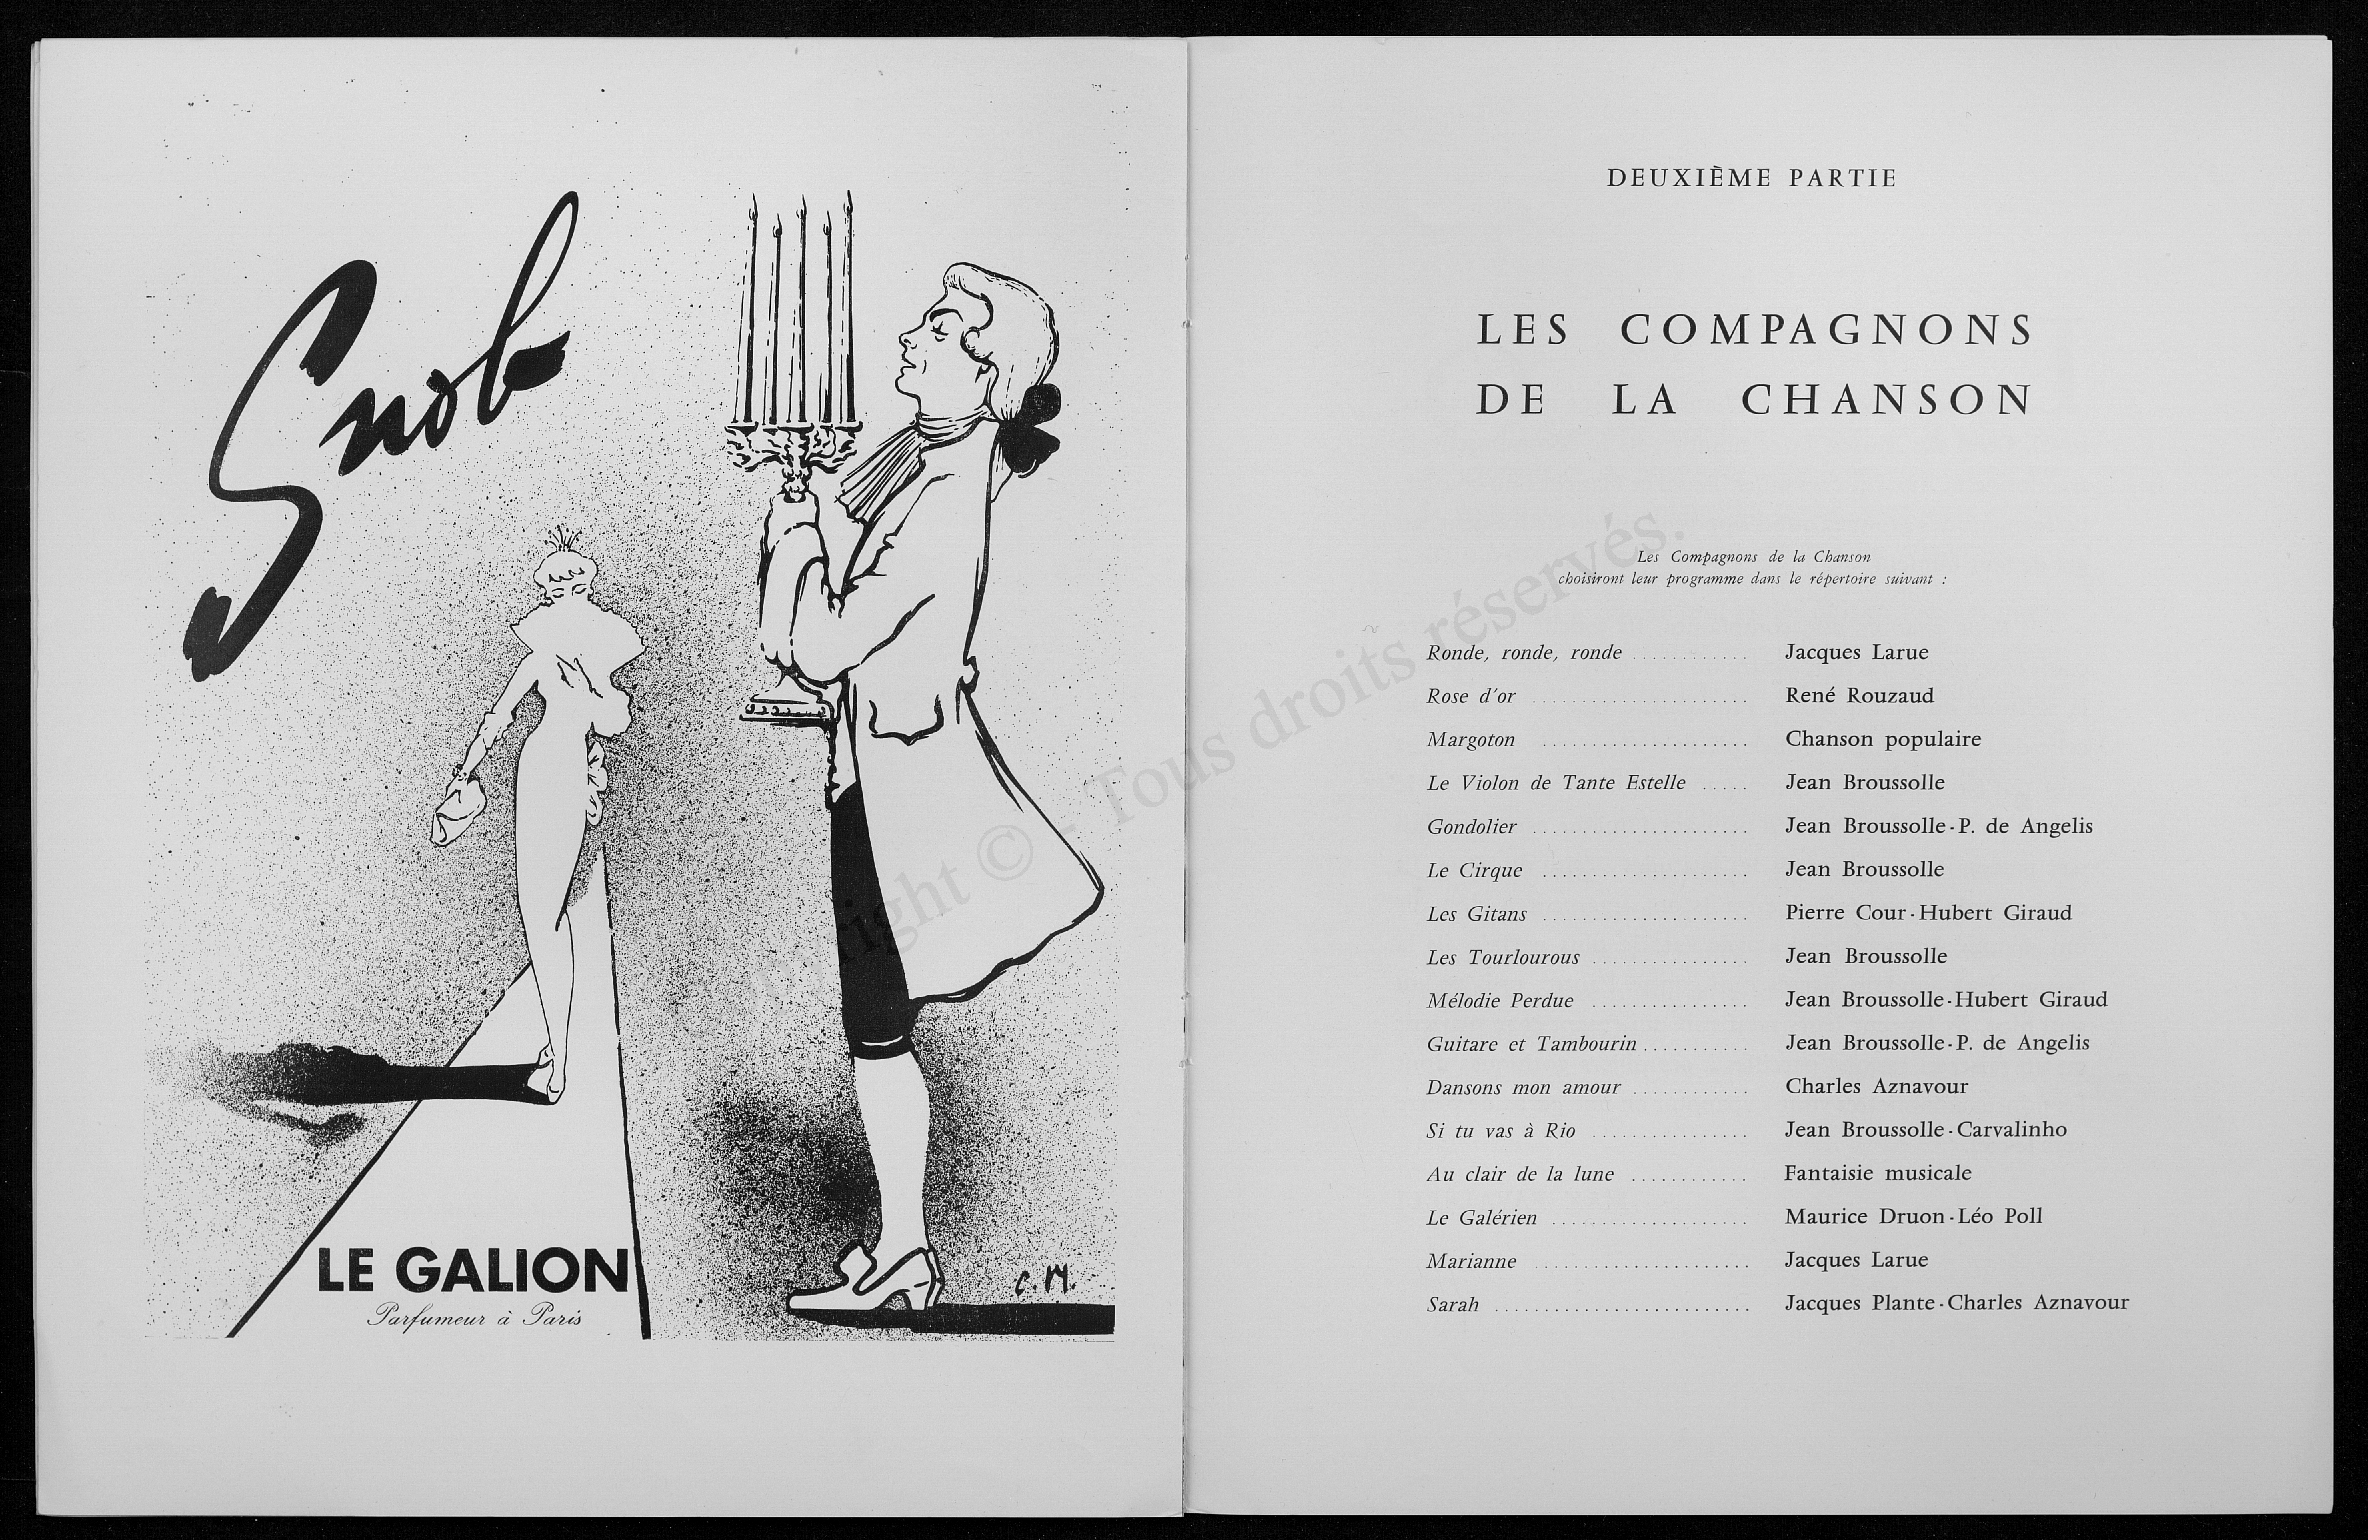 Snob
LE GALION
Parfumeur à Paris
C.M.
DEUXIÈME PARTIE
LES COMPAGNONS
DE LA CHANSON
Les Compagnons de la Chanson
choisiront leur programme dans le répertoire suivant :
Ronde, ronde, ronde ............ Jacques Larue
Rose d'or ...................... René Rouzaud
Margoton ..................... Chanson populaire
Le Violon de Tante Estelle ..... Jean Broussolle
Gondolier ...................... Jean Broussolle - P. de Angelis
Le Cirque ..................... Jean Broussolle
Les Gitans ..................... Pierre Cour - Hubert Giraud
Les Tourlourous ................ Jean Broussolle
Mélodie Perdue ................ Jean Broussolle - Hubert Giraud
Guitare et Tambourin ........... Jean Broussolle - P. de Angelis
Dansons mon amour ............ Charles Aznavour
Si tu vas à Rio ................ Jean Broussolle - Carvalinho
Au clair de la lune ............ Fantaisie musicale
Le Galérien .................... Maurice Druon - Léo Poll
Marianne ...................... Jacques Larue
Sarah .......................... Jacques Plante - Charles Aznavour
right © - Tous droits réservés.